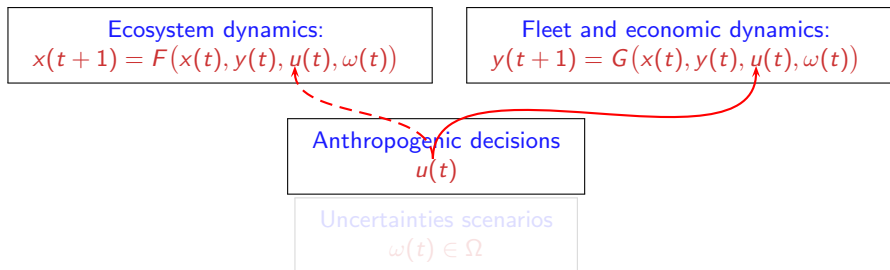 Ecosystem dynamics:
x(t + 1) = F(x(t), y(t), u(t), ω(t))
Fleet and economic dynamics:
y(t + 1) = G(x(t), y(t), u(t), ω(t))
Anthropogenic decisions
u(t)
Uncertainties scenarios
ω(t) ∈ Ω